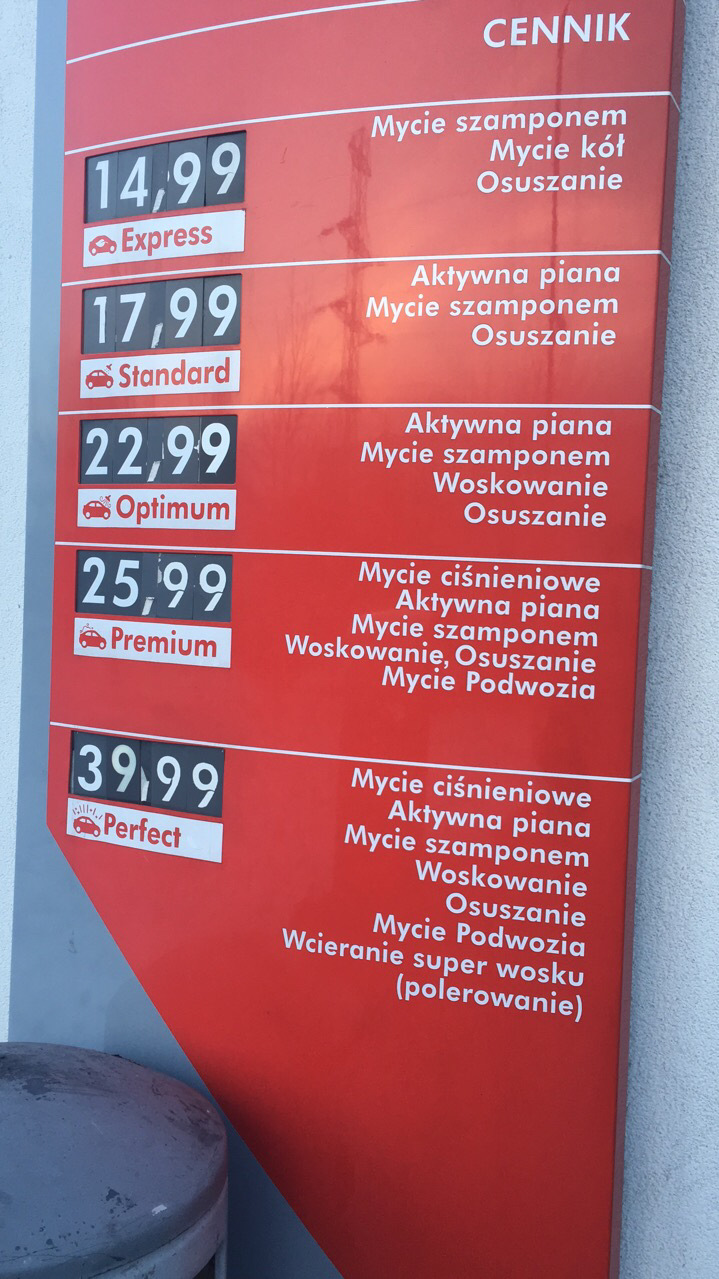 CENNIK
14,99
Express
Mycie szamponem
Mycie kół
Osuszanie
17,99
Standard
Aktywna piana
Mycie szamponem
Osuszanie
22,99
Optimum
Aktywna piana
Mycie szamponem
Woskowanie
Osuszanie
25,99
Premium
Mycie ciśnieniowe
Aktywna piana
Mycie szamponem
Woskowanie, Osuszanie
Mycie Podwozia
39,99
Perfect
Mycie ciśnieniowe
Aktywna piana
Mycie szamponem
Woskowanie
Osuszanie
Mycie Podwozia
Wcieranie super wosku
(polerowanie)